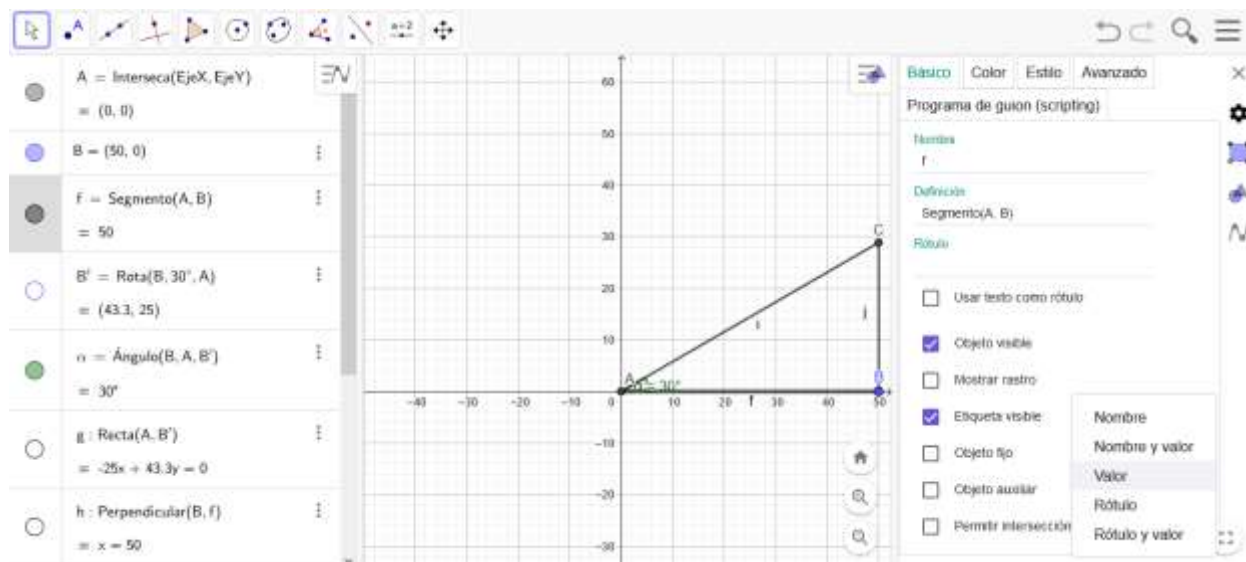 A
a=2
A = Interseca(EjeX, EjeY)
= (0, 0)
B = (50, 0)
f = Segmento(A, B)
= 50
B' = Rota(B, 30°, A)
= (43.3, 25)
α = Ángulo(B, A, B')
= 30°
g : Recta(A, B')
= -25x + 43.3y = 0
h : Perpendicular(B, f)
= x = 50
60
50
40
30
20
10
0
-10
-20
-30
-40
-30
-20
-10
10
20
30
40
50
A
α = 30°
B
C
f
i
j
Básico Color Estilo Avanzado
Programa de guion (scripting)
Nombre
f
Definición
Segmento(A, B)
Rótulo
Usar texto como rótulo
Objeto visible
Mostrar rastro
Etiqueta visible
Objeto fijo
Objeto auxiliar
Permitir intersección
Nombre
Nombre y valor
Valor
Rótulo
Rótulo y valor